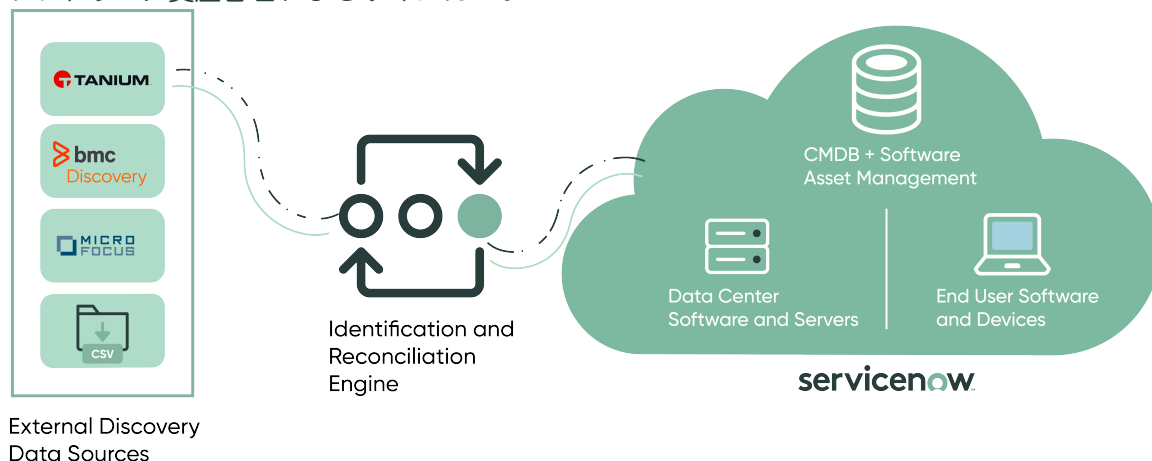 TANIUM
bmc
Discovery
MICRO
FOCUS
CSV
External Discovery
Data Sources
Identification and
Reconciliation
Engine
CMDB + Software
Asset Management
Data Center
Software and Servers
End User Software
and Devices
servicenow